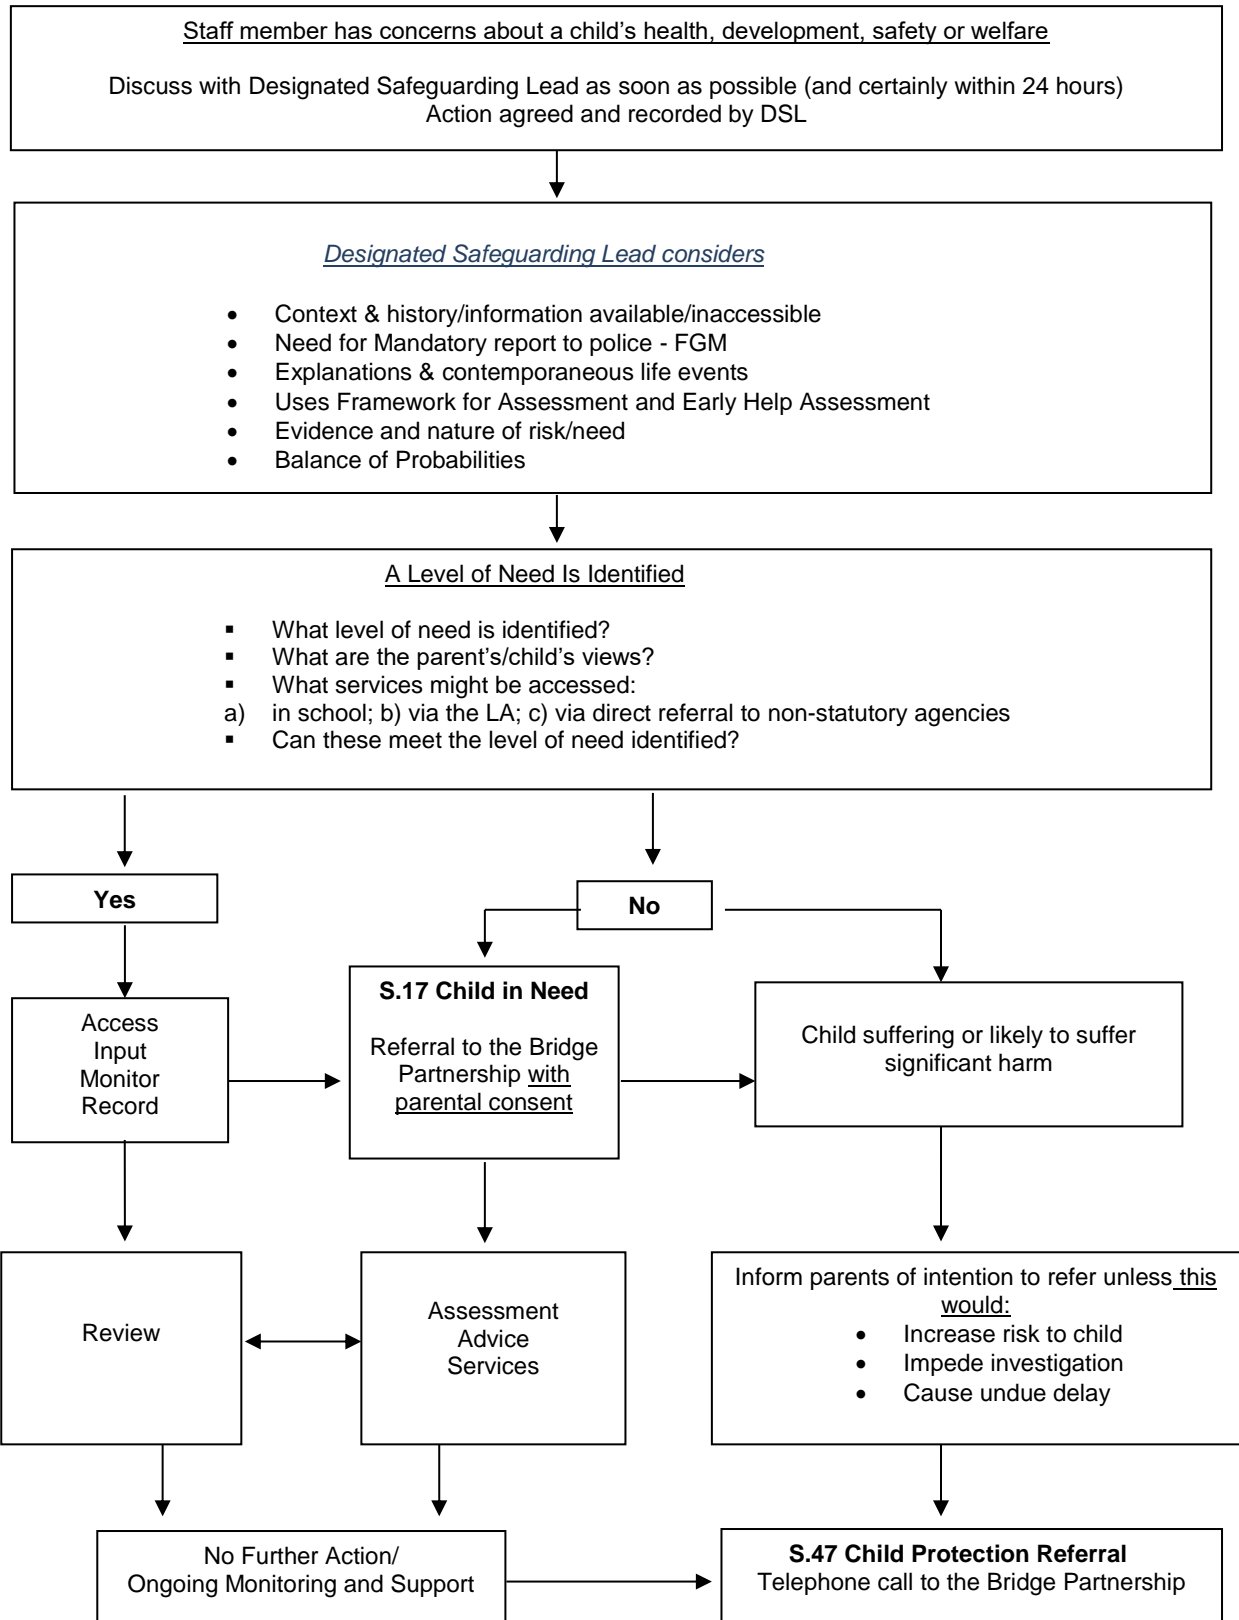 Staff member has concerns about a child’s health, development, safety or welfare
Discuss with Designated Safeguarding Lead as soon as possible (and certainly within 24 hours)
Action agreed and recorded by DSL
Designated Safeguarding Lead considers
• Context & history/information available/inaccessible
• Need for Mandatory report to police - FGM
• Explanations & contemporaneous life events
• Uses Framework for Assessment and Early Help Assessment
• Evidence and nature of risk/need
• Balance of Probabilities
A Level of Need Is Identified
▪ What level of need is identified?
▪ What are the parent’s/child’s views?
▪ What services might be accessed:
a) in school; b) via the LA; c) via direct referral to non-statutory agencies
▪ Can these meet the level of need identified?
Yes
No
Access
Input
Monitor
Record
S.17 Child in Need
Referral to the Bridge
Partnership with
parental consent
Child suffering or likely to suffer
significant harm
Review
Assessment
Advice
Services
Inform parents of intention to refer unless this
would:
• Increase risk to child
• Impede investigation
• Cause undue delay
No Further Action/
Ongoing Monitoring and Support
S.47 Child Protection Referral
Telephone call to the Bridge Partnership